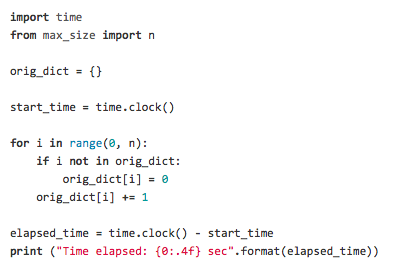 import time
from max_size import n
orig_dict = {}
start_time = time.clock()
for i in range(0, n):
    if i not in orig_dict:
        orig_dict[i] = 0
    orig_dict[i] += 1
elapsed_time = time.clock() - start_time
print ("Time elapsed: {0:.4f} sec".format(elapsed_time))